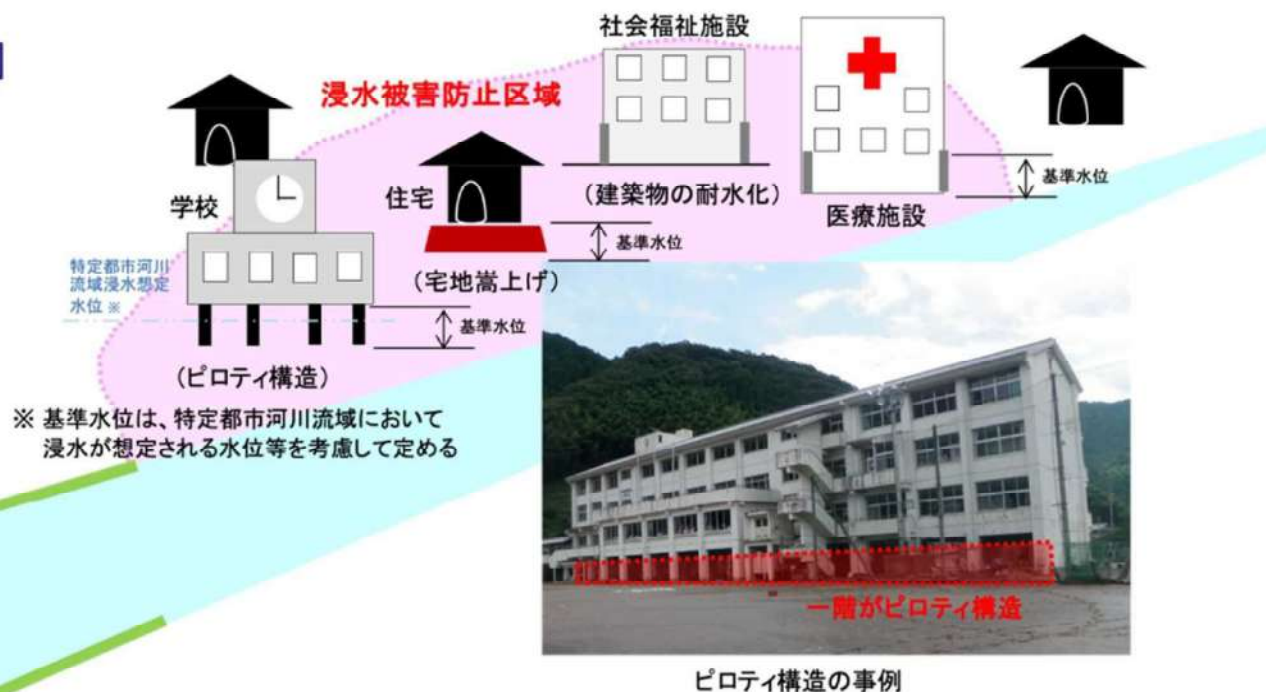 社会福祉施設
浸水被害防止区域
学校
住宅
(建築物の耐水化)
医療施設
基準水位
基準水位
特定都市河川
流域浸水想定
水位 ※
(宅地嵩上げ)
基準水位
(ピロティ構造)
※ 基準水位は、特定都市河川流域において
浸水が想定される水位等を考慮して定める
一階がピロティ構造
ピロティ構造の事例